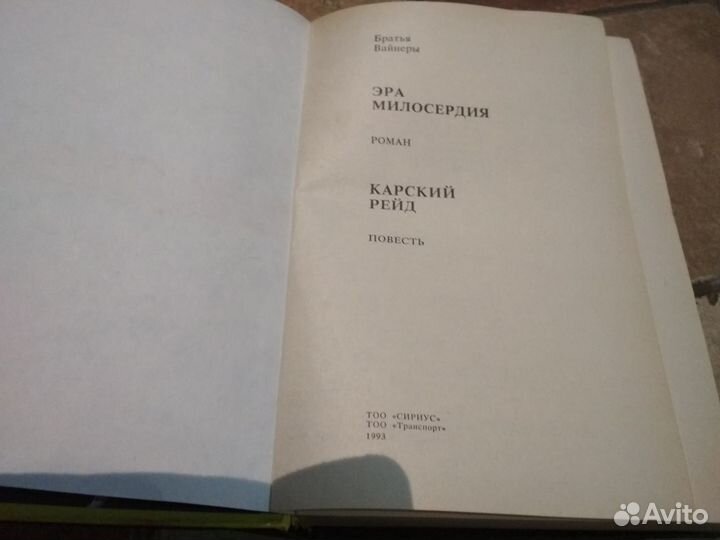 Братья
Вайнеры
ЭРА
МИЛОСЕРДИЯ
РОМАН
КАРСКИЙ
РЕЙД
ПОВЕСТЬ
ТОО «СИРИУС»
ТОО «Транспорт»
1993
Avito